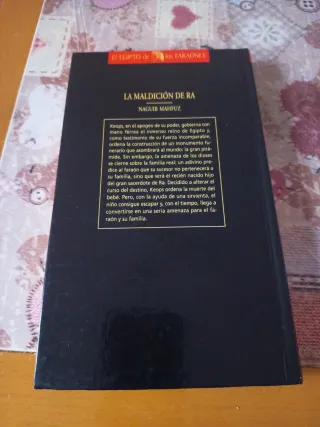 El EGIPTO de los FARAONES
LA MALDICIÓN DE RA
NAGUIB MAHFUZ
Keops, en el apogeo de su poder, gobierna con
mano férrea el inmenso reino de Egipto y,
como testimonio de su fuerza incomparable,
ordena la construcción de un monumento fu-
nerario que asombrará al mundo: la gran pirá-
mide. Sin embargo, la amenaza de los dioses
se cierne sobre la familia real: un adivino pre-
dice al faraón que su sucesor no pertenecerá a
su familia, sino que será el recién nacido hijo
del gran sacerdote de Ra. Decidido a alterar el
curso del destino, Keops ordena la muerte del
bebé. Pero, con la ayuda de una sirvienta, el
niño consigue escapar y, con el tiempo, llega a
convertirse en una seria amenaza para el fa-
raón y su familia.